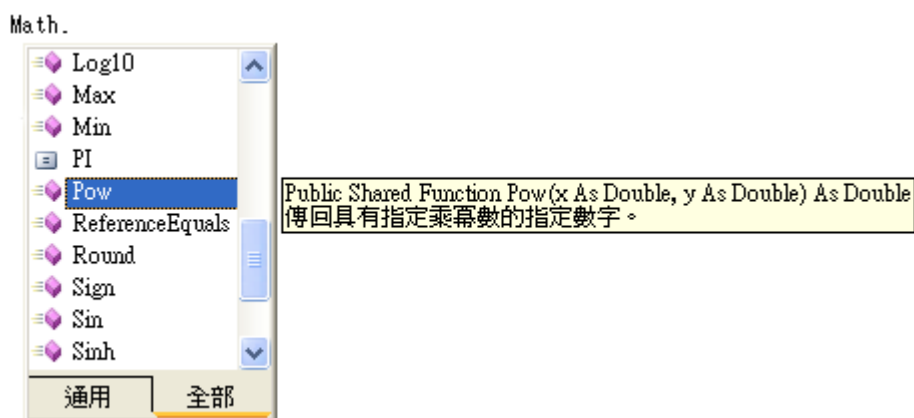 Math.
Log10
Max
Min
PI
Pow
ReferenceEquals
Round
Sign
Sin
Sinh
通用 全部
Public Shared Function Pow(x As Double, y As Double) As Double
傳回具有指定乘冪數的指定數字。